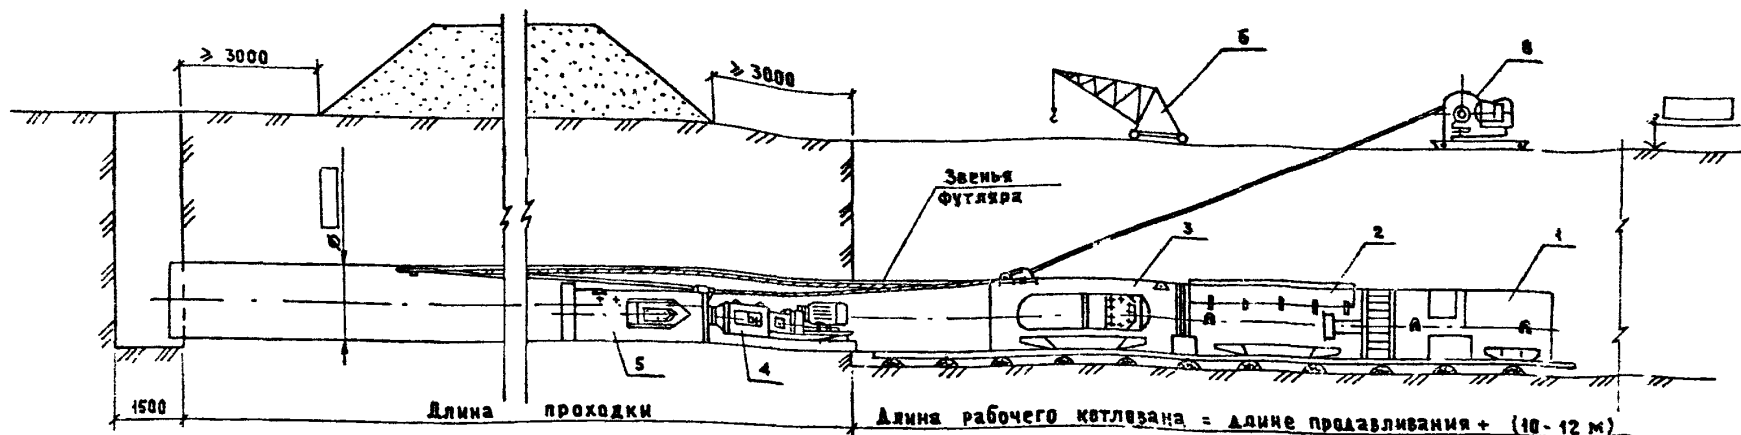 ≥ 3000
≥ 3000
6
8
Звенья
футляра
3
2
1
Ø
5
4
1500
Длина проходки
Длина рабочего котлована = длине продавливания + (10-12 м)